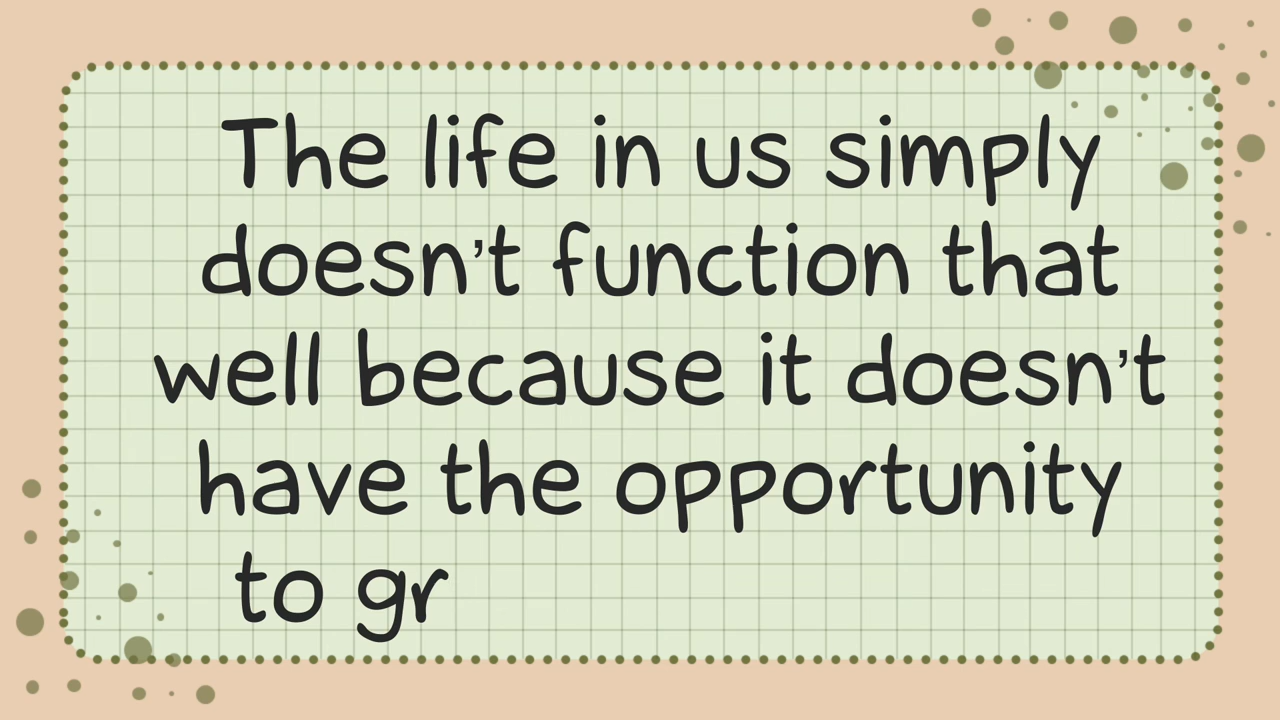 The life in us simply
doesn't function that
well because it doesn't
have the opportunity
to gr